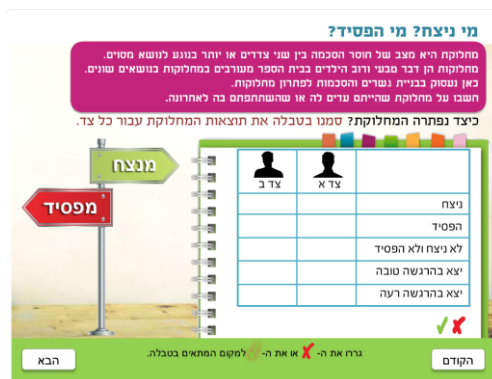 מי ניצח? מי הפסיד?
מחלוקת היא מצב של חוסר הסכמה בין שני צדדים או יותר בנוגע לנושא מסוים.
מחלוקות הן דבר טבעי ורוב הילדים בבית הספר מעורבים במחלוקות בנושאים שונים.
כאן נעסוק בבניית גשרים והסכמות לפתרון מחלוקות.
חשבו על מחלוקת שהייתם עדים לה או שהשתתפתם בה לאחרונה.
כיצד נפתרה המחלוקת? סמנו בטבלה את תוצאות המחלוקת עבור כל צד.
מנצח
מפסיד
צד א
צד ב
ניצח
הפסיד
לא ניצח ולא הפסיד
יצא בהרגשה טובה
יצא בהרגשה רעה
גררו את ה- או את ה- למקום המתאים בטבלה.
הקודם
הבא